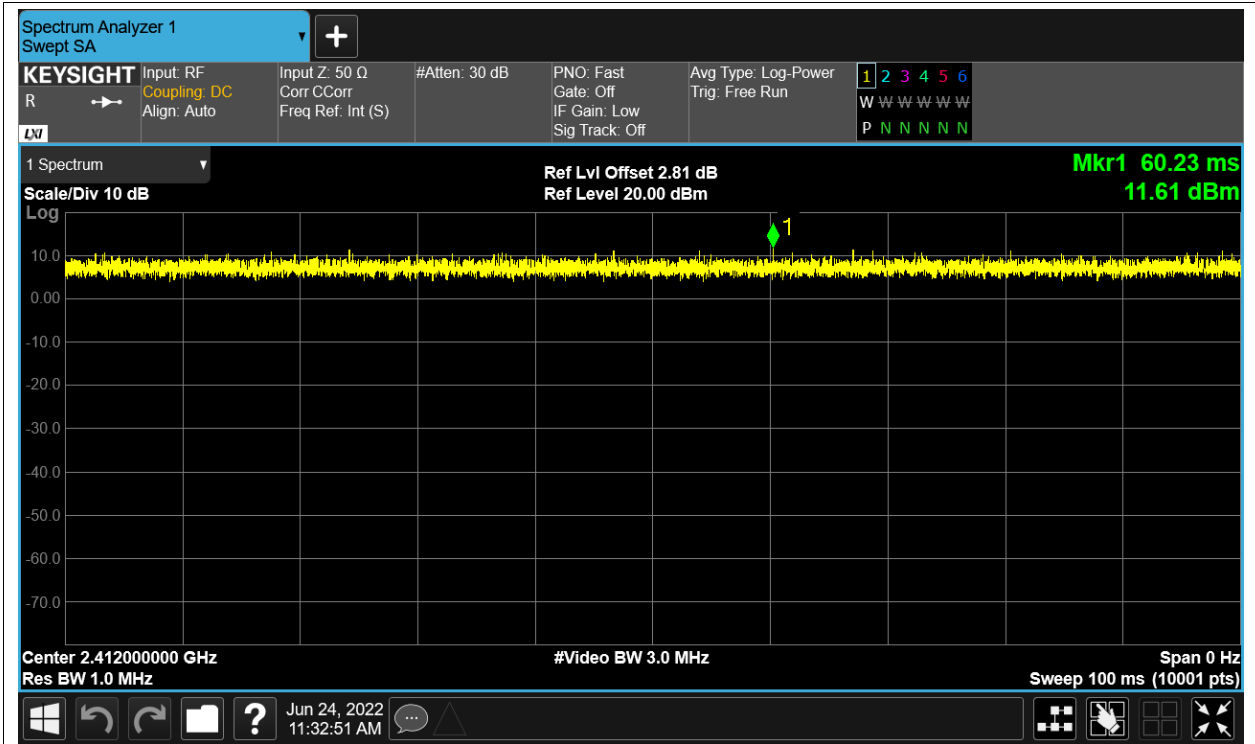 Spectrum Analyzer 1
Swept SA
KEYSIGHT
R
LXI
Input: RF
Coupling: DC
Align: Auto
Input Z: 50 Ω
Corr CCorr
Freq Ref: Int (S)
#Atten: 30 dB
PNO: Fast
Gate: Off
IF Gain: Low
Sig Track: Off
Avg Type: Log-Power
Trig: Free Run
1 2 3 4 5 6
W W W W W W
P N N N N N
1 Spectrum
Scale/Div 10 dB
Ref Lvl Offset 2.81 dB
Ref Level 20.00 dBm
Mkr1 60.23 ms
11.61 dBm
Log
1
10.0
0.00
-10.0
-20.0
-30.0
-40.0
-50.0
-60.0
-70.0
Center 2.412000000 GHz
Res BW 1.0 MHz
#Video BW 3.0 MHz
Span 0 Hz
Sweep 100 ms (10001 pts)
?
Jun 24, 2022
11:32:51 AM